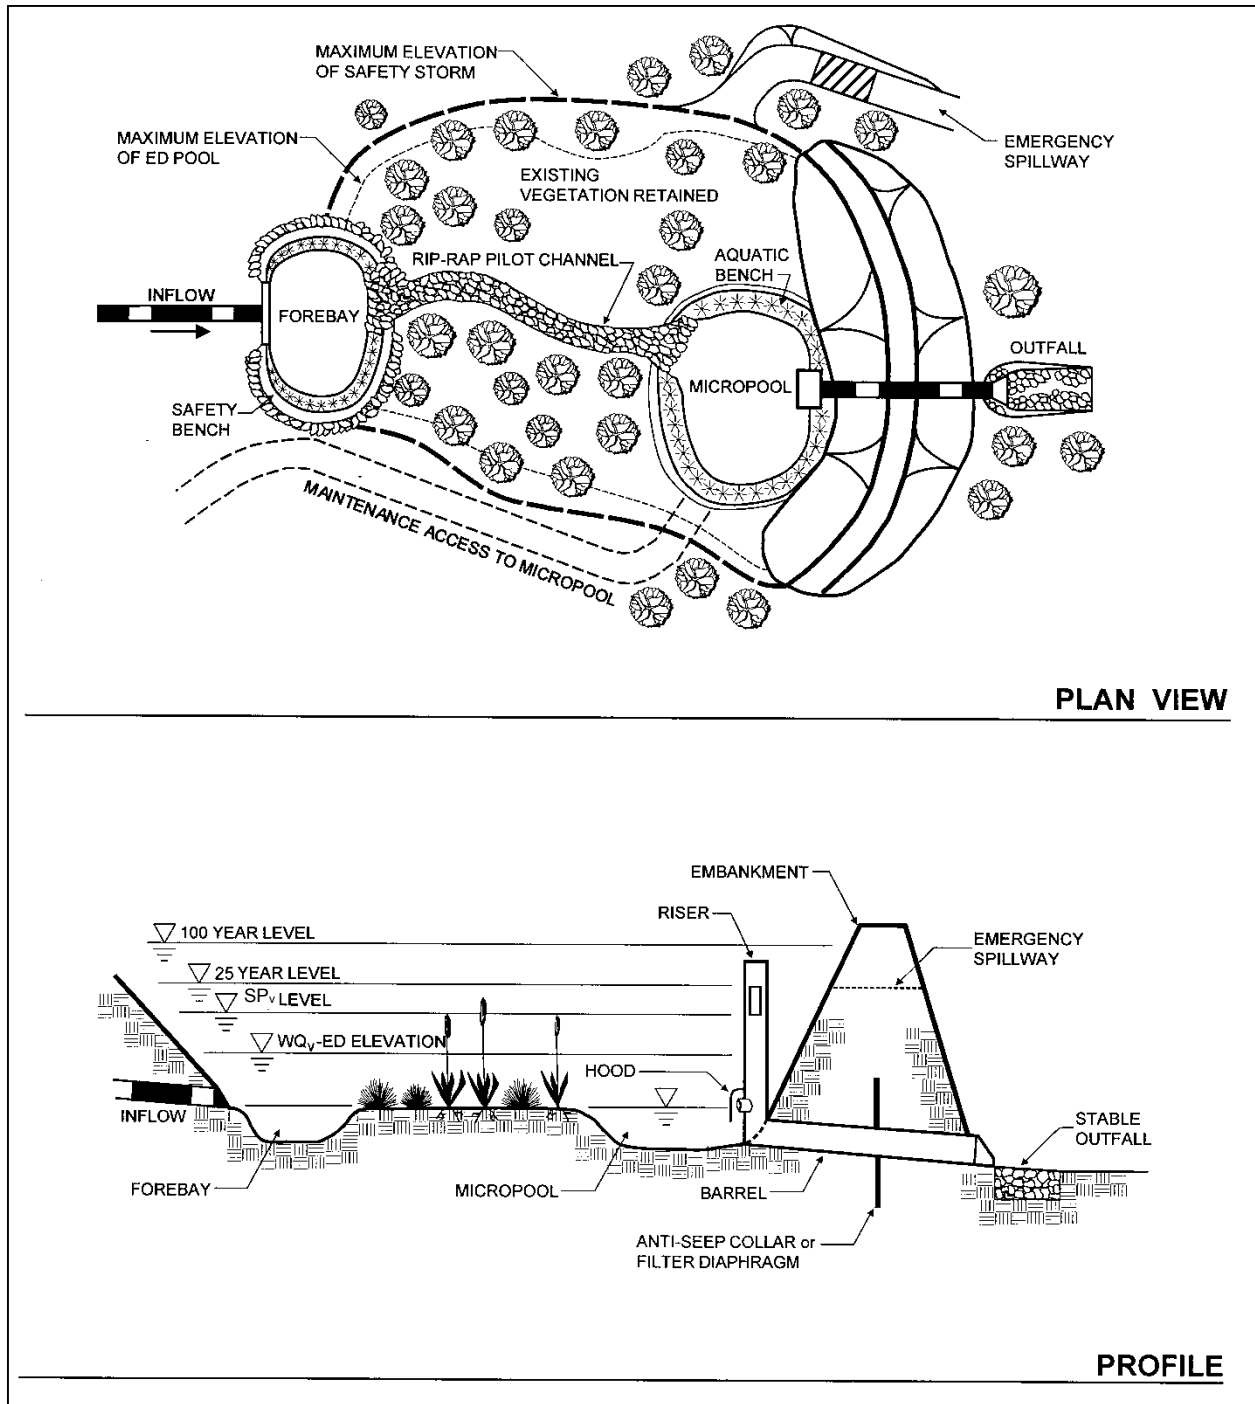 MAXIMUM ELEVATION
OF SAFETY STORM
MAXIMUM ELEVATION
OF ED POOL
EMERGENCY
SPILLWAY
EXISTING
VEGETATION RETAINED
RIP-RAP PILOT CHANNEL
AQUATIC
BENCH
INFLOW
FOREBAY
OUTFALL
MICROPOOL
SAFETY
BENCH
MAINTENANCE ACCESS TO MICROPOOL
PLAN VIEW
EMBANKMENT
RISER
100 YEAR LEVEL
EMERGENCY
SPILLWAY
25 YEAR LEVEL
SPv LEVEL
WQv-ED ELEVATION
HOOD
INFLOW
STABLE
OUTFALL
FOREBAY
MICROPOOL
BARREL
ANTI-SEEP COLLAR or
FILTER DIAPHRAGM
PROFILE